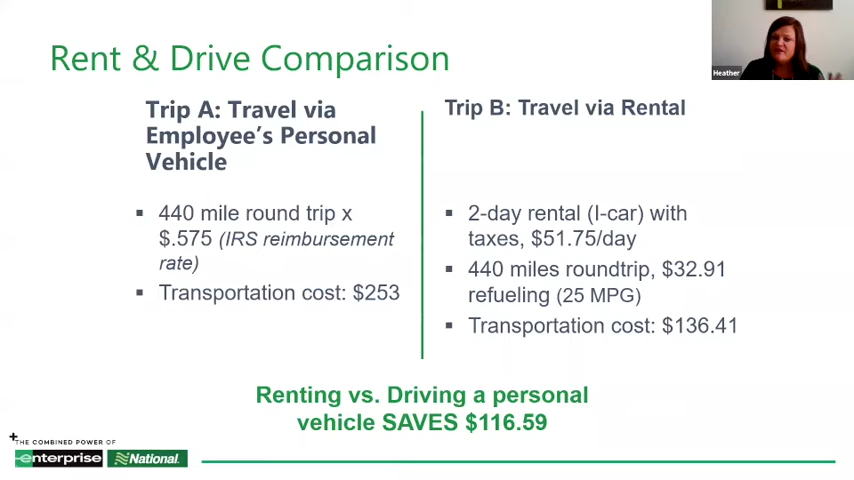 Rent & Drive Comparison
Heather
Trip A: Travel via
Employee's Personal
Vehicle
▪ 440 mile round trip x
$.575 (IRS reimbursement
rate)
▪ Transportation cost: $253
Trip B: Travel via Rental
▪ 2-day rental (I-car) with
taxes, $51.75/day
▪ 440 miles roundtrip, $32.91
refueling (25 MPG)
▪ Transportation cost: $136.41
Renting vs. Driving a personal
vehicle SAVES $116.59
THE COMBINED POWER OF
enterprise National.